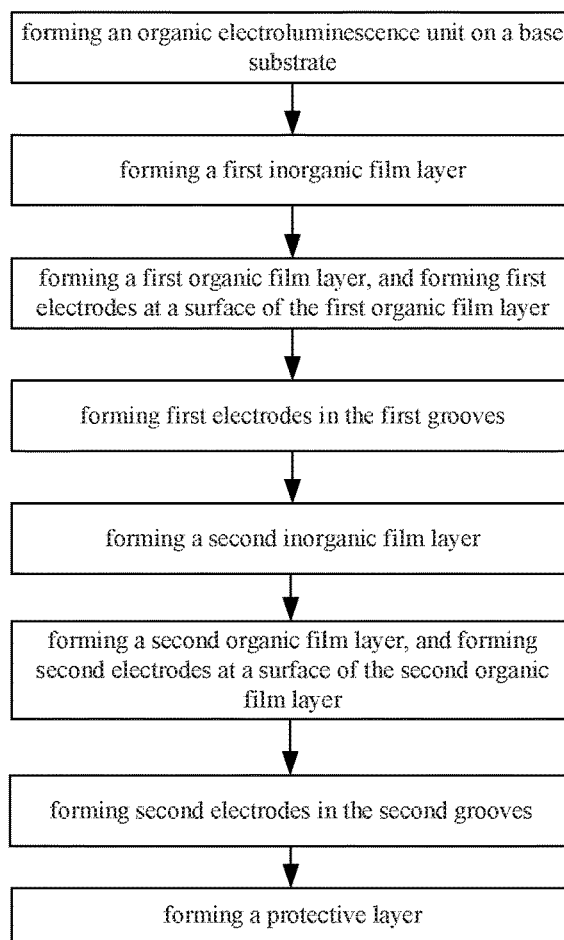 forming an organic electroluminescence unit on a base
substrate
forming a first inorganic film layer
forming a first organic film layer, and forming first
electrodes at a surface of the first organic film layer
forming first electrodes in the first grooves
forming a second inorganic film layer
forming a second organic film layer, and forming
second electrodes at a surface of the second organic
film layer
forming second electrodes in the second grooves
forming a protective layer